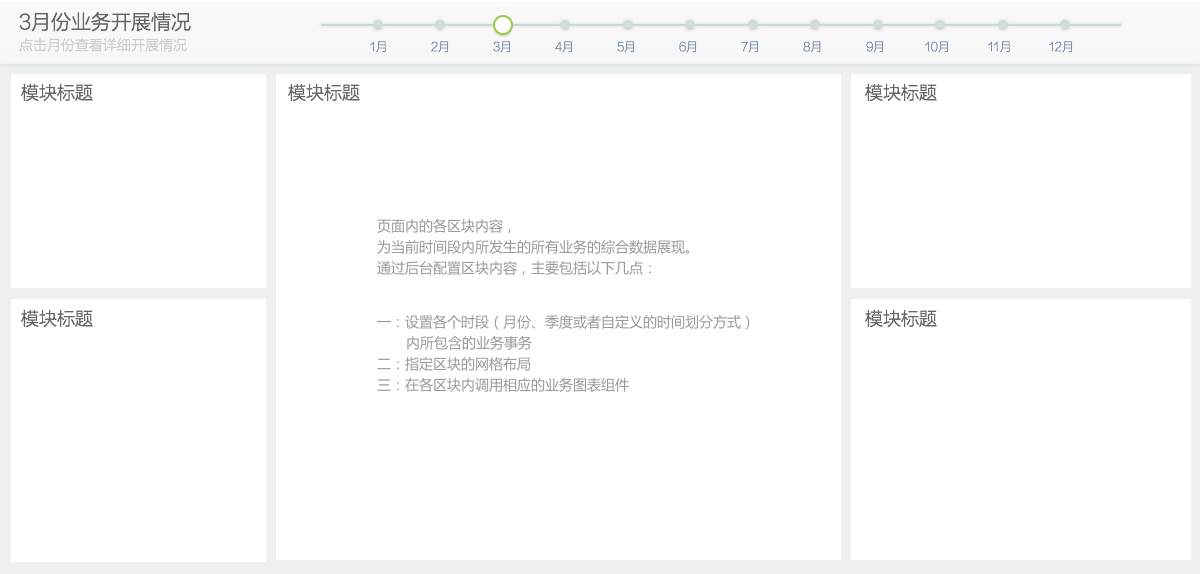 3月份业务开展情况
点击月份查看详细开展情况
1月 2月 3月 4月 5月 6月 7月 8月 9月 10月 11月 12月
模块标题
模块标题
模块标题
页面内的各区块内容，
为当前时间段内所发生的所有业务的综合数据展现。
通过后台配置区块内容，主要包括以下几点：
一：设置各个时段（月份、季度或者自定义的时间划分方式）
内所包含的业务事务
二：指定区块的网格布局
三：在各区块内调用相应的业务图表组件
模块标题
模块标题